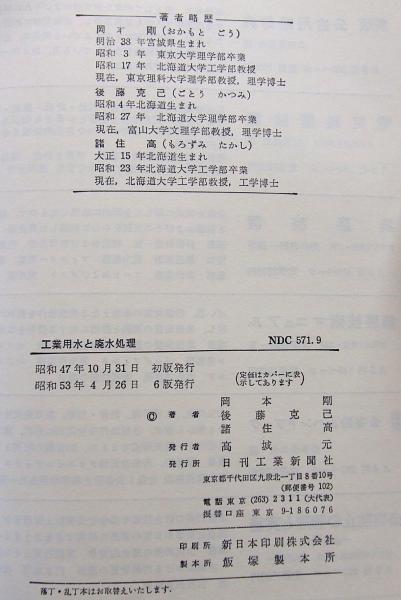 著者略歴
岡本 剛(おかもと ごう)
明治 38 年宮城県生まれ
昭和 3 年 東京大学理学部卒業
昭和 17 年 北海道大学工学部教授
現在, 東京理科大学理学部教授, 理学博士
後藤克己(ごとう かつみ)
昭和4年北海道生まれ
昭和 27 年 北海道大学理学部卒業
現在, 富山大学文理学部教授, 理学博士
諸住 高(もろずみ たかし)
大正 15 年北海道生まれ
昭和 23 年北海道大学工学部卒業
現在, 北海道大学工学部教授, 工学博士
工業用水と廃水処理 NDC 571.9
昭和 47 年 10 月 31 日 初版発行
昭和 53 年 4 月 26 日 6版発行
(定価はカバーに表示してあります)
© 著者 岡本 剛
後藤克己
諸住 高
発行者 高城 元
発行所 日刊工業新聞社
東京都千代田区九段北一丁目8番10号
(郵便番号 102)
電話東京 (263) 2311 (大代表)
振替口座 東京 9-186076
印刷所 新日本印刷株式会社
製本所 飯塚製本所
落丁・乱丁本はお取替えいたします.